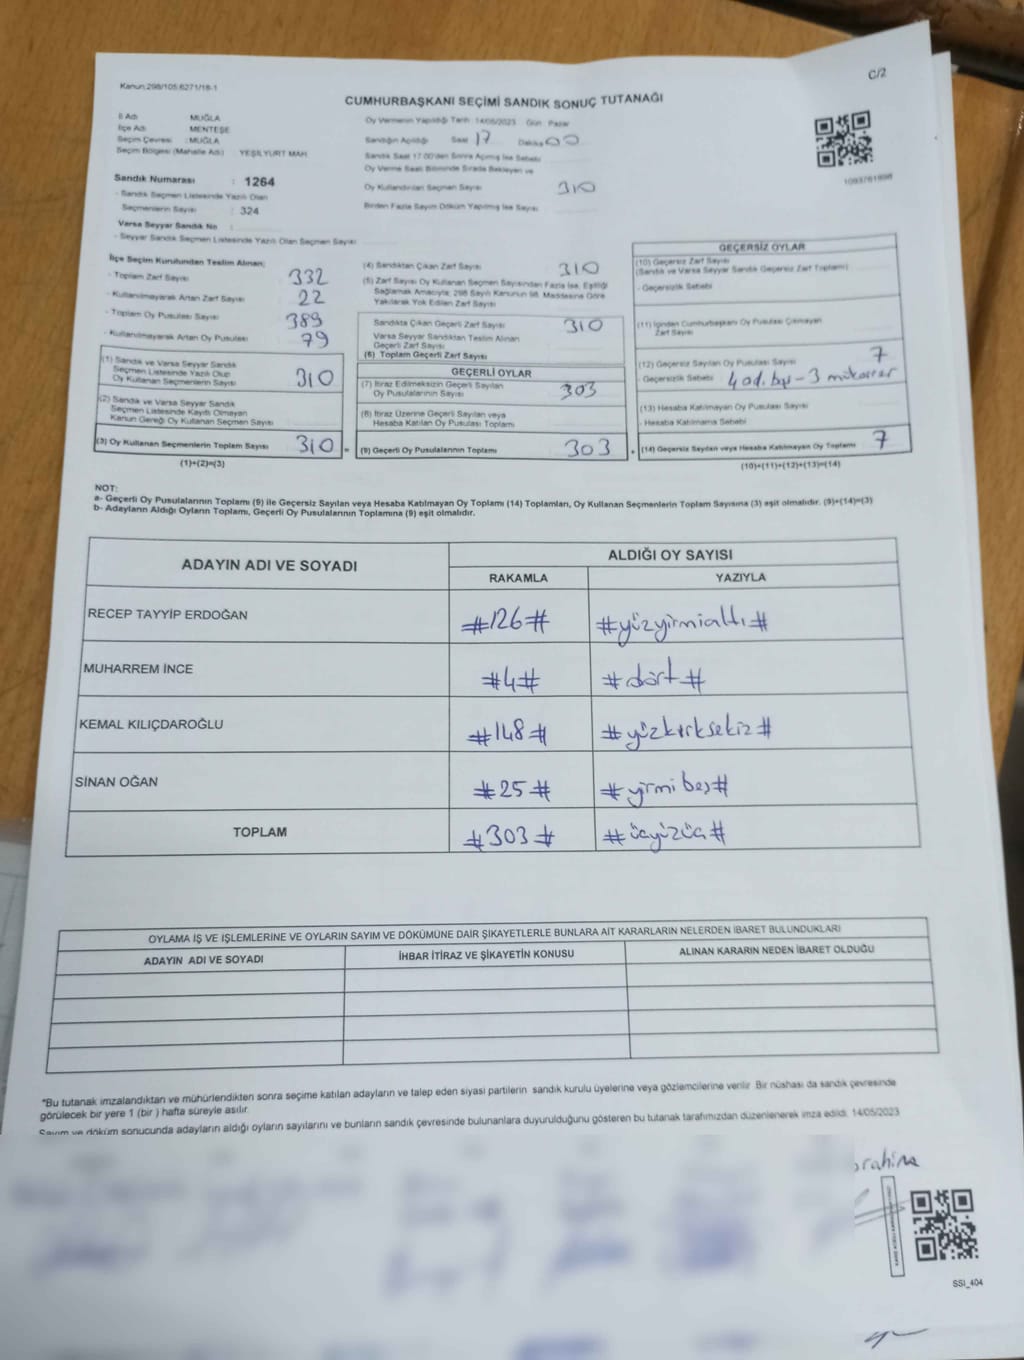 C/2
Kanun:298/105;6271/18-1
CUMHURBAŞKANI SEÇİMİ SANDIK SONUÇ TUTANAĞI
İl Adı : MUĞLA
İlçe Adı : MENTEŞE
Seçim Çevresi : MUĞLA
Seçim Bölgesi (Mahalle Adı) : YEŞİLYURT MAH.
Sandık Numarası : 1264
- Sandık Seçmen Listesinde Yazılı Olan
Seçmenlerin Sayısı : 324
Varsa Seyyar Sandık No :
- Seyyar Sandık Seçmen Listesinde Yazılı Olan Seçmen Sayısı
Oy Vermenin Yapıldığı Tarih :14/05/2023 Gün : Pazar
Sandığın Açıldığı Saat 17 Dakika 00
Sandık Saat 17.00'den Sonra Açılmış İse Sebebi
Oy Verme Saati Bitiminde Sırada Bekleyen ve
Oy Kullandırılan Seçmen Sayısı 310
Birden Fazla Sayım Döküm Yapılmış İse Sayısı
İlçe Seçim Kurulundan Teslim Alınan;
- Toplam Zarf Sayısı 332
- Kullanılmayarak Artan Zarf Sayısı 22
- Toplam Oy Pusulası Sayısı 389
- Kullanılmayarak Artan Oy Pusulası 79
(1) Sandık ve Varsa Seyyar Sandık
Seçmen Listesinde Yazılı Olup
Oy Kullanan Seçmenlerin Sayısı 310
(2) Sandık ve Varsa Seyyar Sandık
Seçmen Listesinde Kayıtlı Olmayan
Kanun Gereği Oy Kullanan Seçmen Sayısı
(3) Oy Kullanan Seçmenlerin Toplam Sayısı 310 =
(1)+(2)=(3)
(4) Sandıktan Çıkan Zarf Sayısı 310
(5) Zarf Sayısı Oy Kullanan Seçmen Sayısından Fazla İse, Eşitliği
Sağlamak Amacıyla, 298 Sayılı Kanunun 98. Maddesine Göre
Yakılarak Yok Edilen Zarf Sayısı
Sandıkta Çıkan Geçerli Zarf Sayısı 310
Varsa Seyyar Sandıktan Teslim Alınan
Geçerli Zarf Sayısı
(6) Toplam Geçerli Zarf Sayısı
GEÇERLİ OYLAR
(7) İtiraz Edilmeksizin Geçerli Sayılan
Oy Pusulalarının Sayısı 303
(8) İtiraz Üzerine Geçerli Sayılan veya
Hesaba Katılan Oy Pusulası Toplamı
(9) Geçerli Oy Pusulalarının Toplamı 303 +
GEÇERSİZ OYLAR
(10) Geçersiz Zarf Sayısı
(Sandık ve Varsa Seyyar Sandık Geçersiz Zarf Toplamı)
- Geçersizlik Sebebi
(11) İçinden Cumhurbaşkanı Oy Pusulası Çıkmayan
Zarf Sayısı
(12) Geçersiz Sayılan Oy Pusulası Sayısı 7
- Geçersizlik Sebebi 4 ad. boş - 3 mükerrer
(13) Hesaba Katılmayan Oy Pusulası Sayısı
- Hesaba Katılmama Sebebi
(14) Geçersiz Sayılan veya Hesaba Katılmayan Oy Toplamı 7
(10)+(11)+(12)+(13)=(14)
NOT:
a- Geçerli Oy Pusulalarının Toplamı (9) ile Geçersiz Sayılan veya Hesaba Katılmayan Oy Toplamı (14) Toplamları, Oy Kullanan Seçmenlerin Toplam Sayısına (3) eşit olmalıdır. (9)+(14)=(3)
b- Adayların Aldığı Oyların Toplamı, Geçerli Oy Pusulalarının Toplamına (9) eşit olmalıdır.
ADAYIN ADI VE SOYADI ALDIĞI OY SAYISI
RAKAMLA YAZIYLA
RECEP TAYYİP ERDOĞAN #126# #yüzyirmialtı#
MUHARREM İNCE #4# #dört#
KEMAL KILIÇDAROĞLU #148# #yüzkırksekiz#
SİNAN OĞAN #25# #yirmibeş#
TOPLAM #303# #üçyüzüç#
OYLAMA İŞ VE İŞLEMLERİNE VE OYLARIN SAYIM VE DÖKÜMÜNE DAİR ŞİKAYETLERLE BUNLARA AİT KARARLARIN NELERDEN İBARET BULUNDUKLARI
ADAYIN ADI VE SOYADI İHBAR İTİRAZ VE ŞİKAYETİN KONUSU ALINAN KARARIN NEDEN İBARET OLDUĞU
*Bu tutanak imzalandıktan ve mühürlendikten sonra seçime katılan adayların ve talep eden siyasi partilerin sandık kurulu üyelerine veya gözlemcilerine verilir. Bir nüshası da sandık çevresinde
görülecek bir yere 1 (bir ) hafta süreyle asılır.
Sayım ve döküm sonucunda adayların aldığı oyların sayılarını ve bunların sandık çevresinde bulunanlara duyurulduğunu gösteren bu tutanak tarafımızdan düzenlenerek imza edildi. 14/05/2023
SSI_404